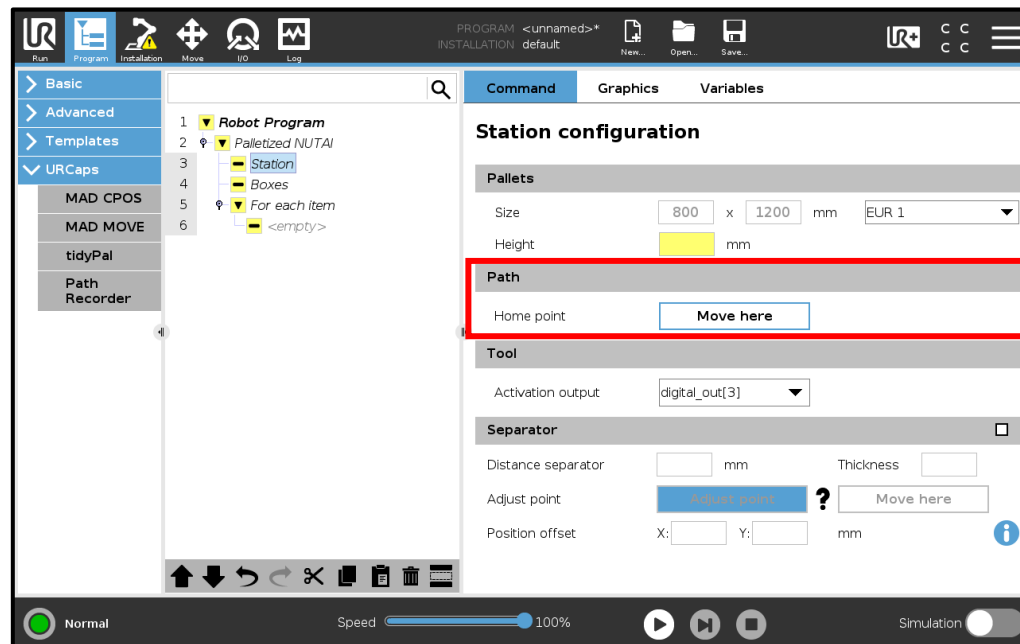 PROGRAM <unnamed>*
INSTALLATION default
UR
UR+
C C
C C
Run
Program
Installation
Move
I/O
Log
New...
Open...
Save...
Basic
Advanced
Templates
URCaps
MAD CPOS
MAD MOVE
tidyPal
Path
Recorder
1 Robot Program
2 Palletized NUTAI
3 Station
4 Boxes
5 For each item
6 <empty>
Command Graphics Variables
Station configuration
Pallets
Size 800 x 1200 mm EUR 1
Height mm
Path
Home point Move here
Tool
Activation output digital_out[3]
Separator
Distance separator mm Thickness
Adjust point Adjust point ? Move here
Position offset X: Y: mm i
Normal
Speed 100%
Simulation